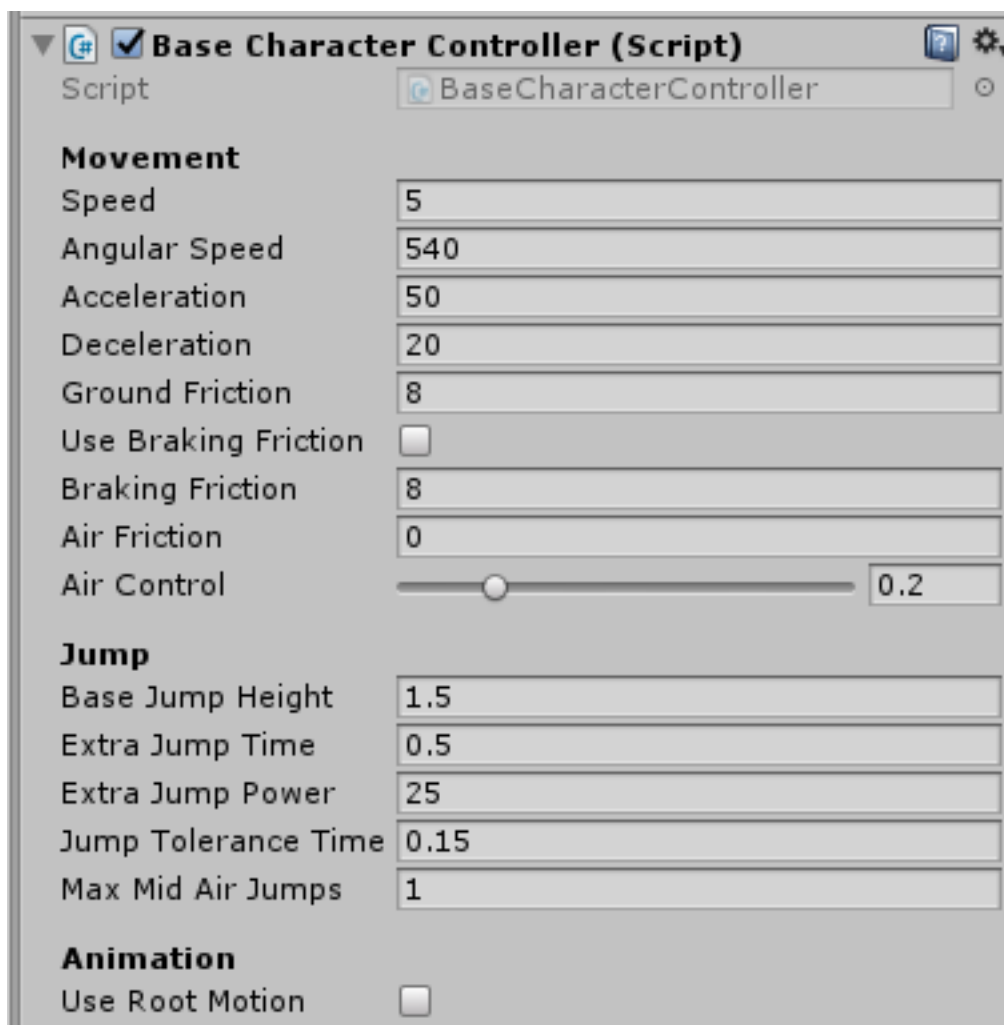 Base Character Controller (Script)
Script BaseCharacterController
Movement
Speed 5
Angular Speed 540
Acceleration 50
Deceleration 20
Ground Friction 8
Use Braking Friction
Braking Friction 8
Air Friction 0
Air Control 0.2
Jump
Base Jump Height 1.5
Extra Jump Time 0.5
Extra Jump Power 25
Jump Tolerance Time 0.15
Max Mid Air Jumps 1
Animation
Use Root Motion